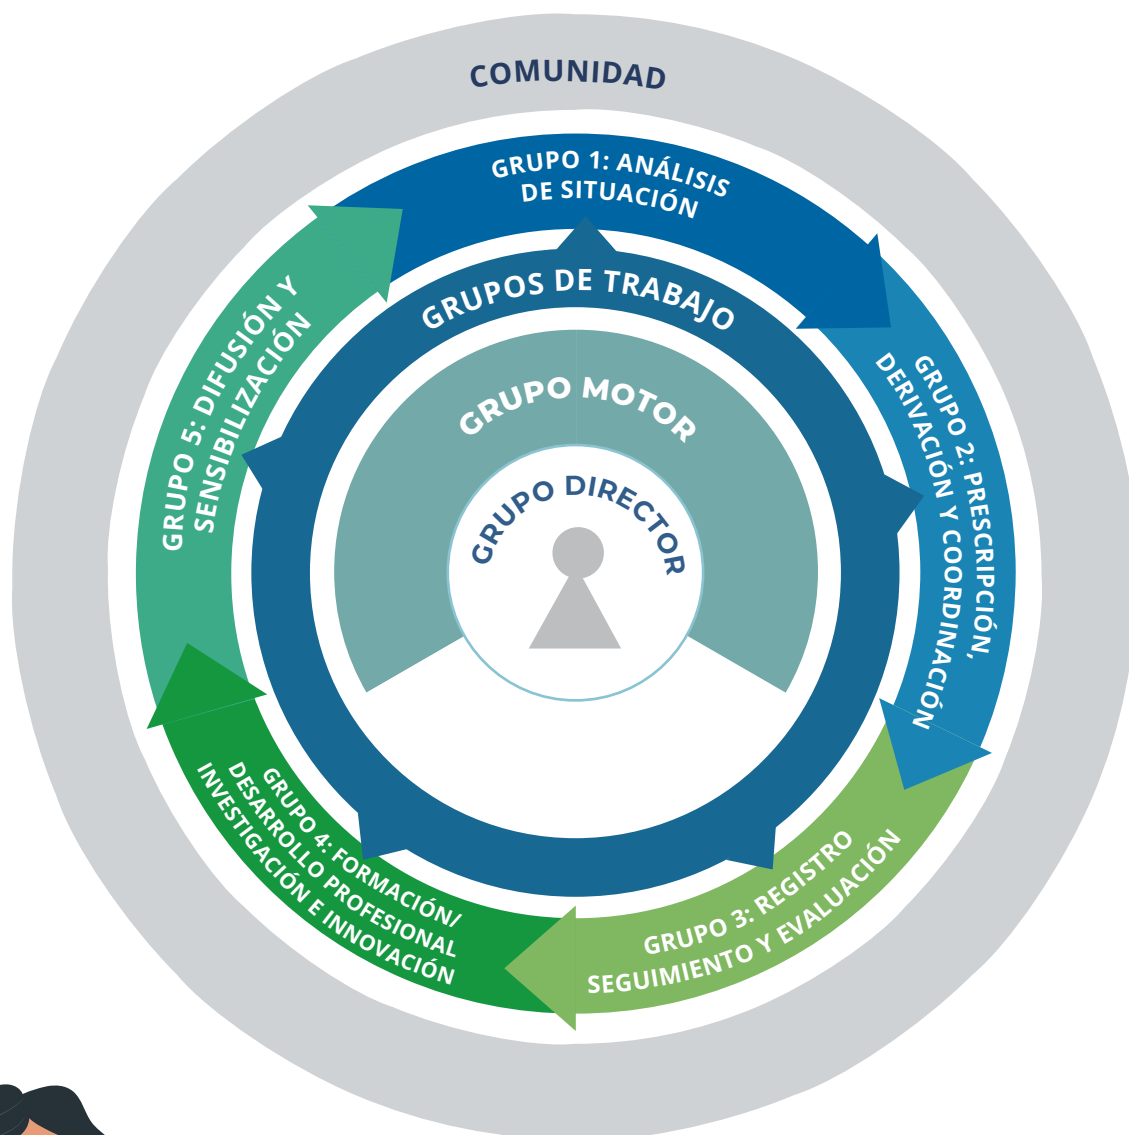 COMUNIDAD
GRUPO 1: ANÁLISIS
DE SITUACIÓN
GRUPOS DE TRABAJO
GRUPO MOTOR
GRUPO DIRECTOR
GRUPO 2: PRESCRIPCIÓN,
DERIVACIÓN Y COORDINACIÓN
GRUPO 3: REGISTRO
SEGUIMIENTO Y EVALUACIÓN
GRUPO 4: FORMACIÓN/
DESARROLLO PROFESIONAL
INVESTIGACIÓN E INNOVACIÓN
GRUPO 5: DIFUSIÓN Y
SENSIBILIZACIÓN